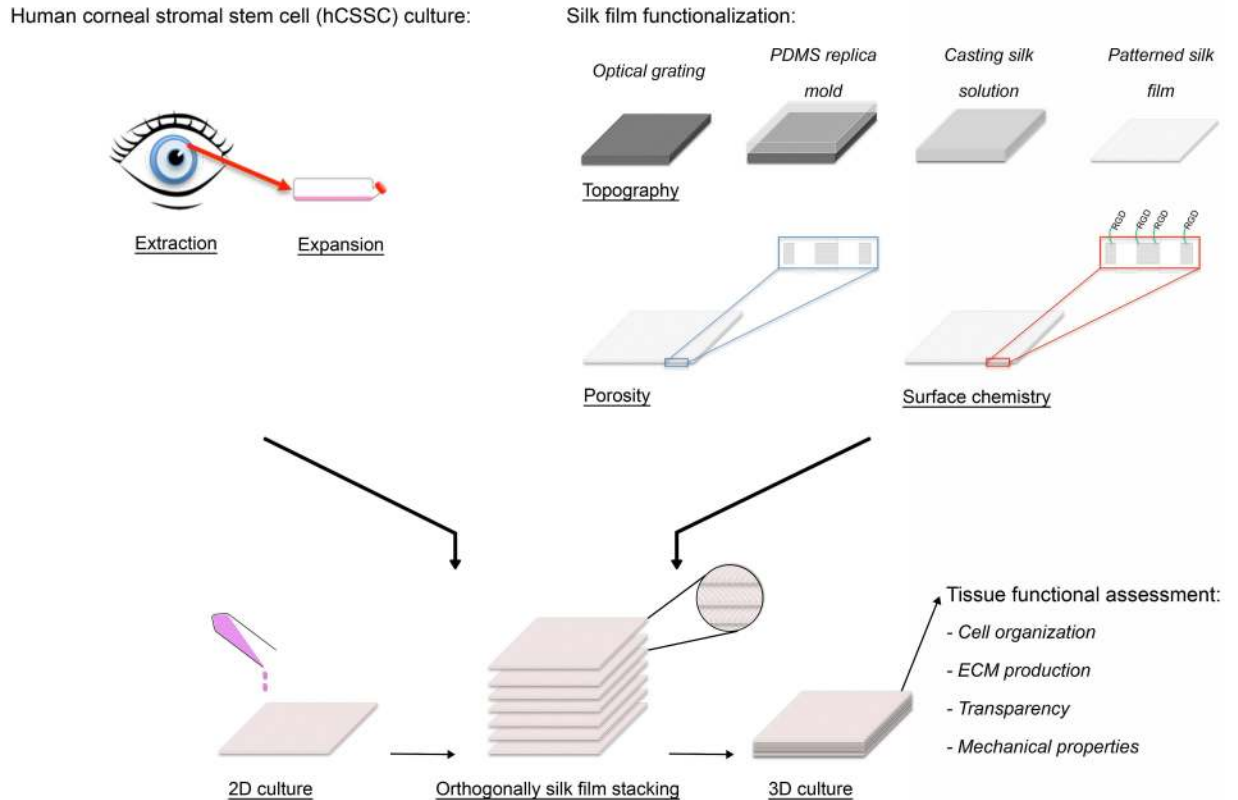 Human corneal stromal stem cell (hCSSC) culture:
Silk film functionalization:
Optical grating
PDMS replica
mold
Casting silk
solution
Patterned silk
film
Topography
Extraction
Expansion
RGD
RGD
RGD
RGD
Porosity
Surface chemistry
Tissue functional assessment:
- Cell organization
- ECM production
- Transparency
- Mechanical properties
2D culture
Orthogonally silk film stacking
3D culture